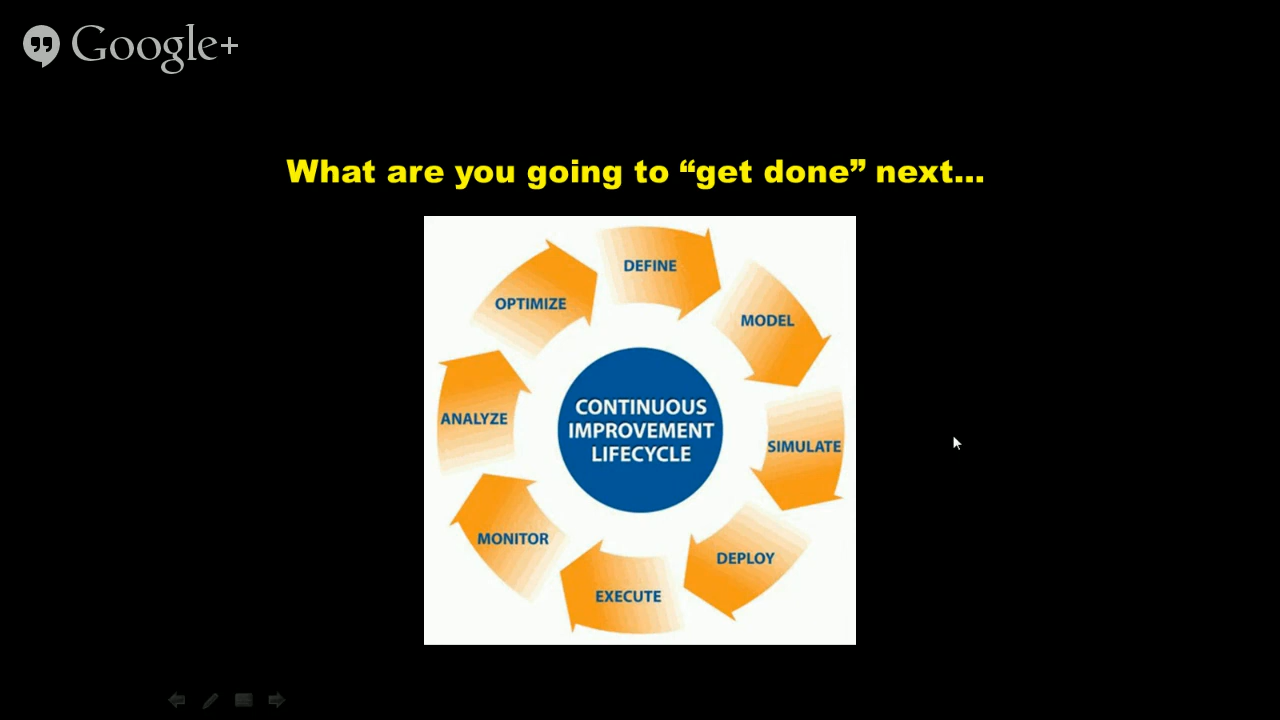 Google+
What are you going to “get done” next...
DEFINE
MODEL
SIMULATE
DEPLOY
EXECUTE
MONITOR
ANALYZE
OPTIMIZE
CONTINUOUS
IMPROVEMENT
LIFECYCLE